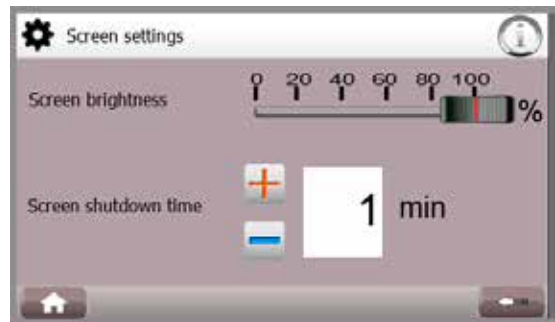 Screen settings
0 20 40 60 80 100
Screen brightness
%
Screen shutdown time
1 min